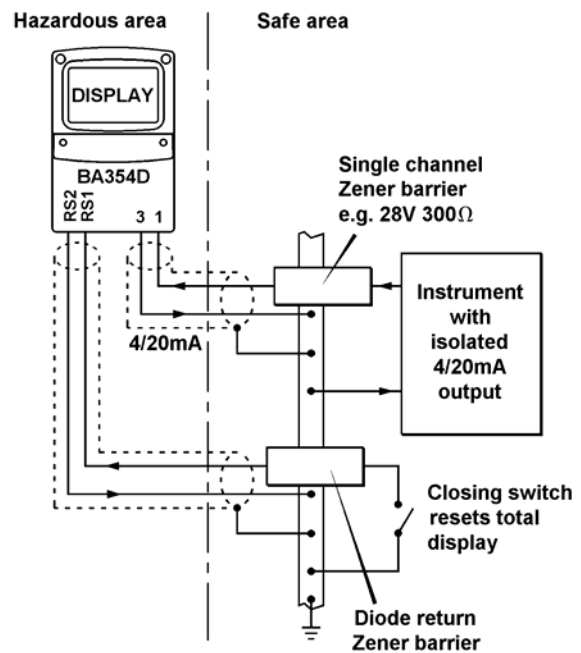 Hazardous area
Safe area
DISPLAY
BA354D
RS2
RS1
3
1
Single channel
Zener barrier
e.g. 28V 300Ω
Instrument
with
isolated
4/20mA
output
4/20mA
Closing switch
resets total
display
Diode return
Zener barrier